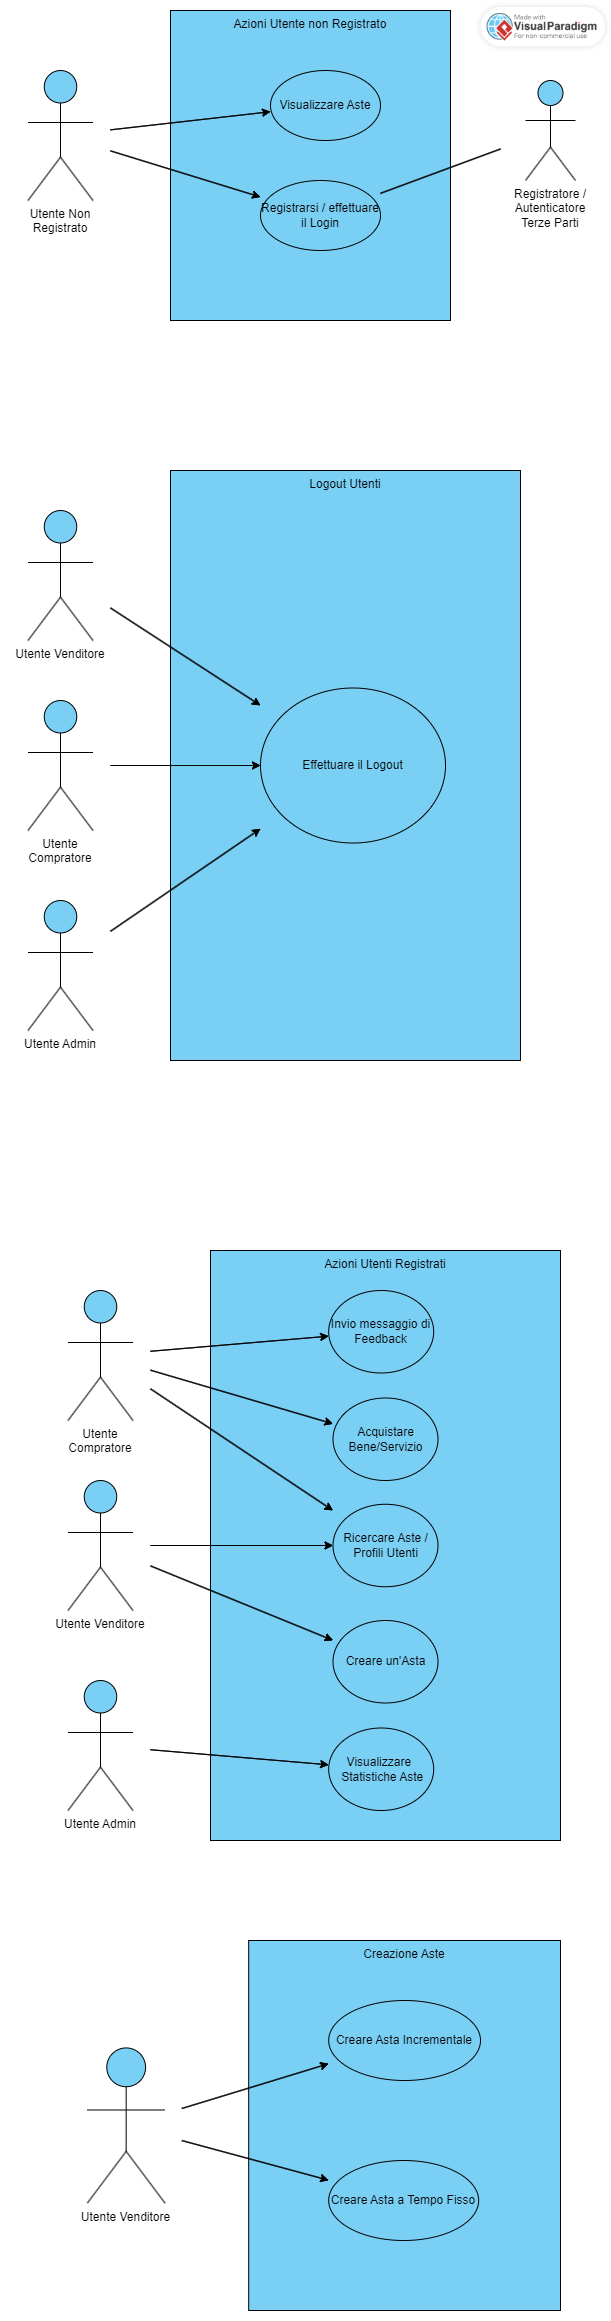 Azioni Utente non Registrato
Made with
Visual Paradigm
For non-commercial use
Visualizzare Aste
Utente Non
Registrato
Registrarsi / effettuare
il Login
Registratore /
Autenticatore
Terze Parti
Logout Utenti
Utente Venditore
Effettuare il Logout
Utente
Compratore
Utente Admin
Azioni Utenti Registrati
Invio messaggio di
Feedback
Utente
Compratore
Acquistare
Bene/Servizio
Ricercare Aste /
Profili Utenti
Utente Venditore
Creare un'Asta
Visualizzare
Statistiche Aste
Utente Admin
Creazione Aste
Creare Asta Incrementale
Utente Venditore
Creare Asta a Tempo Fisso